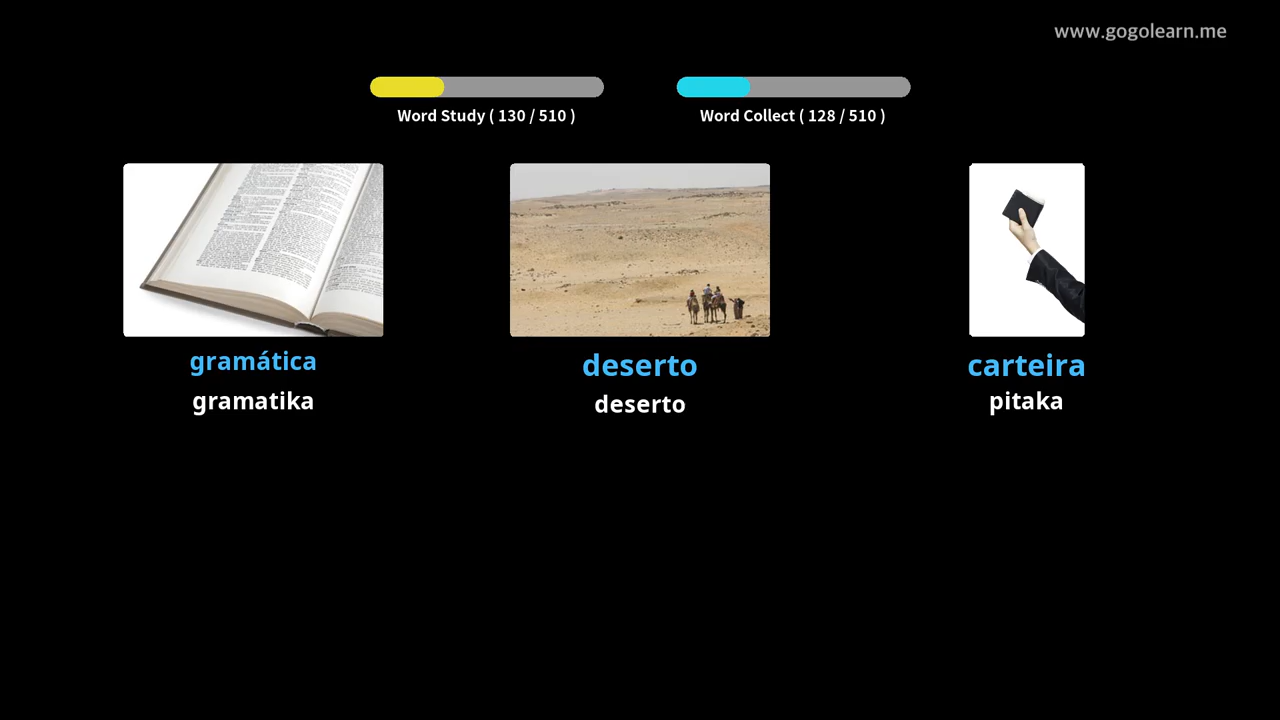 www.gogolearn.me
Word Study ( 130 / 510 )
Word Collect ( 128 / 510 )
gramática
gramatika
deserto
deserto
carteira
pitaka